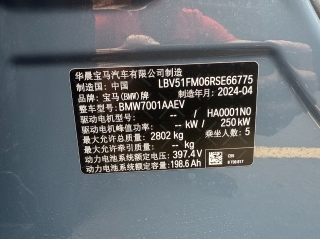 华晨宝马汽车有限公司制造
制造国: 中国 LBV51FM06RSE66775
品牌: 宝马(BMW)牌 制造年月: 2024-04
整车型号: BMW7001AAEV
驱动电机型号: -- / HA0001N0
驱动电机峰值功率: -- kW / 250 kW
最大允许总质量: 2802 kg 乘坐人数: 5
最大允许牵引质量: -- kg
动力电池系统额定电压: 397.4 V
动力电池系统额定容量: 198.6 Ah